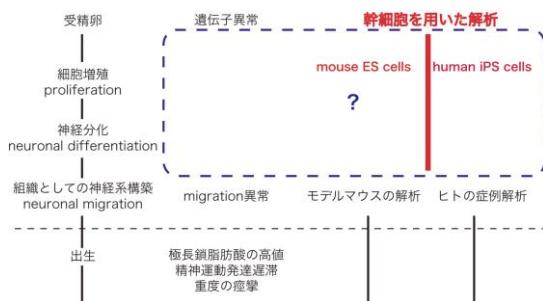 受精卵
遺伝子異常
幹細胞を用いた解析
mouse ES cells
human iPS cells
細胞増殖
proliferation
?
神経分化
neuronal differentiation
組織としての神経系構築
neuronal migration
migration異常
モデルマウスの解析
ヒトの症例解析
出生
極長鎖脂肪酸の高値
精神運動発達遅滞
重度の痙攣